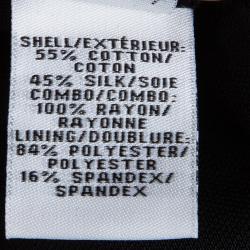 SHELL/EXTÉRIEUR:
55% COTTON/
COTON
45% SILK/SOIE
COMBO/COMBO:
100% RAYON/
RAYONNE
LINING/DOUBLURE:
84% POLYESTER/
POLYESTER
16% SPANDEX/
SPANDEX